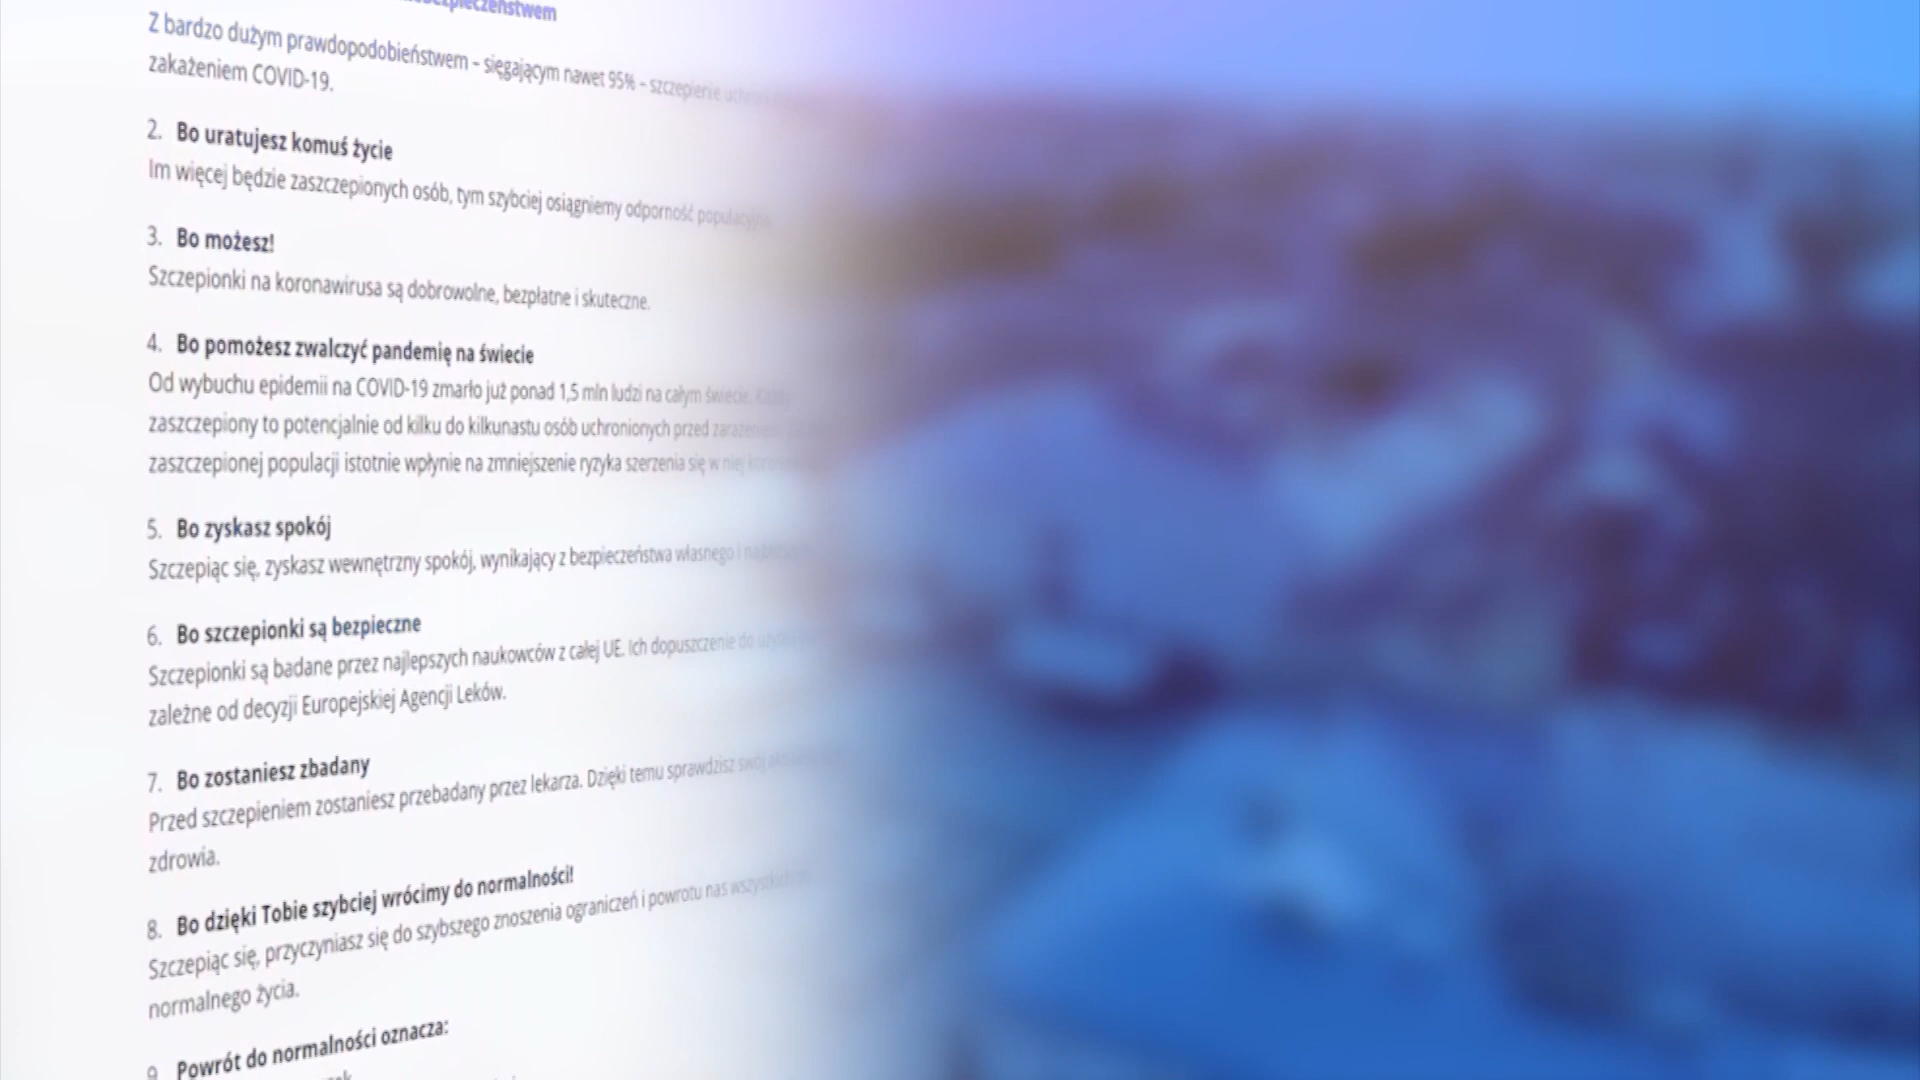 Z bardzo dużym prawdopodobieństwem – sięgającym nawet 95% – szczepienie
zakażeniem COVID-19.
2. Bo uratujesz komuś życie
Im więcej będzie zaszczepionych osób, tym szybciej osiągniemy odporność populacyjną.
3. Bo możesz!
Szczepionki na koronawirusa są dobrowolne, bezpłatne i skuteczne.
4. Bo pomożesz zwalczyć pandemię na świecie
Od wybuchu epidemii na COVID-19 zmarło już ponad 1,5 mln ludzi na całym świecie.
zaszczepiony to potencjalnie od kilku do kilkunastu osób uchronionych przed zarażeniem.
zaszczepionej populacji istotnie wpłynie na zmniejszenie ryzyka szerzenia się w niej
5. Bo zyskasz spokój
Szczepiąc się, zyskasz wewnętrzny spokój, wynikający z bezpieczeństwa własnego i
6. Bo szczepionki są bezpieczne
Szczepionki są badane przez najlepszych naukowców z całej UE. Ich dopuszczenie do
zależne od decyzji Europejskiej Agencji Leków.
7. Bo zostaniesz zbadany
Przed szczepieniem zostaniesz przebadany przez lekarza. Dzięki temu sprawdzisz swój
zdrowia.
8. Bo dzięki Tobie szybciej wrócimy do normalności!
Szczepiąc się, przyczyniasz się do szybszego znoszenia ograniczeń i powrotu nas wszystkich
normalnego życia.
9. Powrót do normalności oznacza: